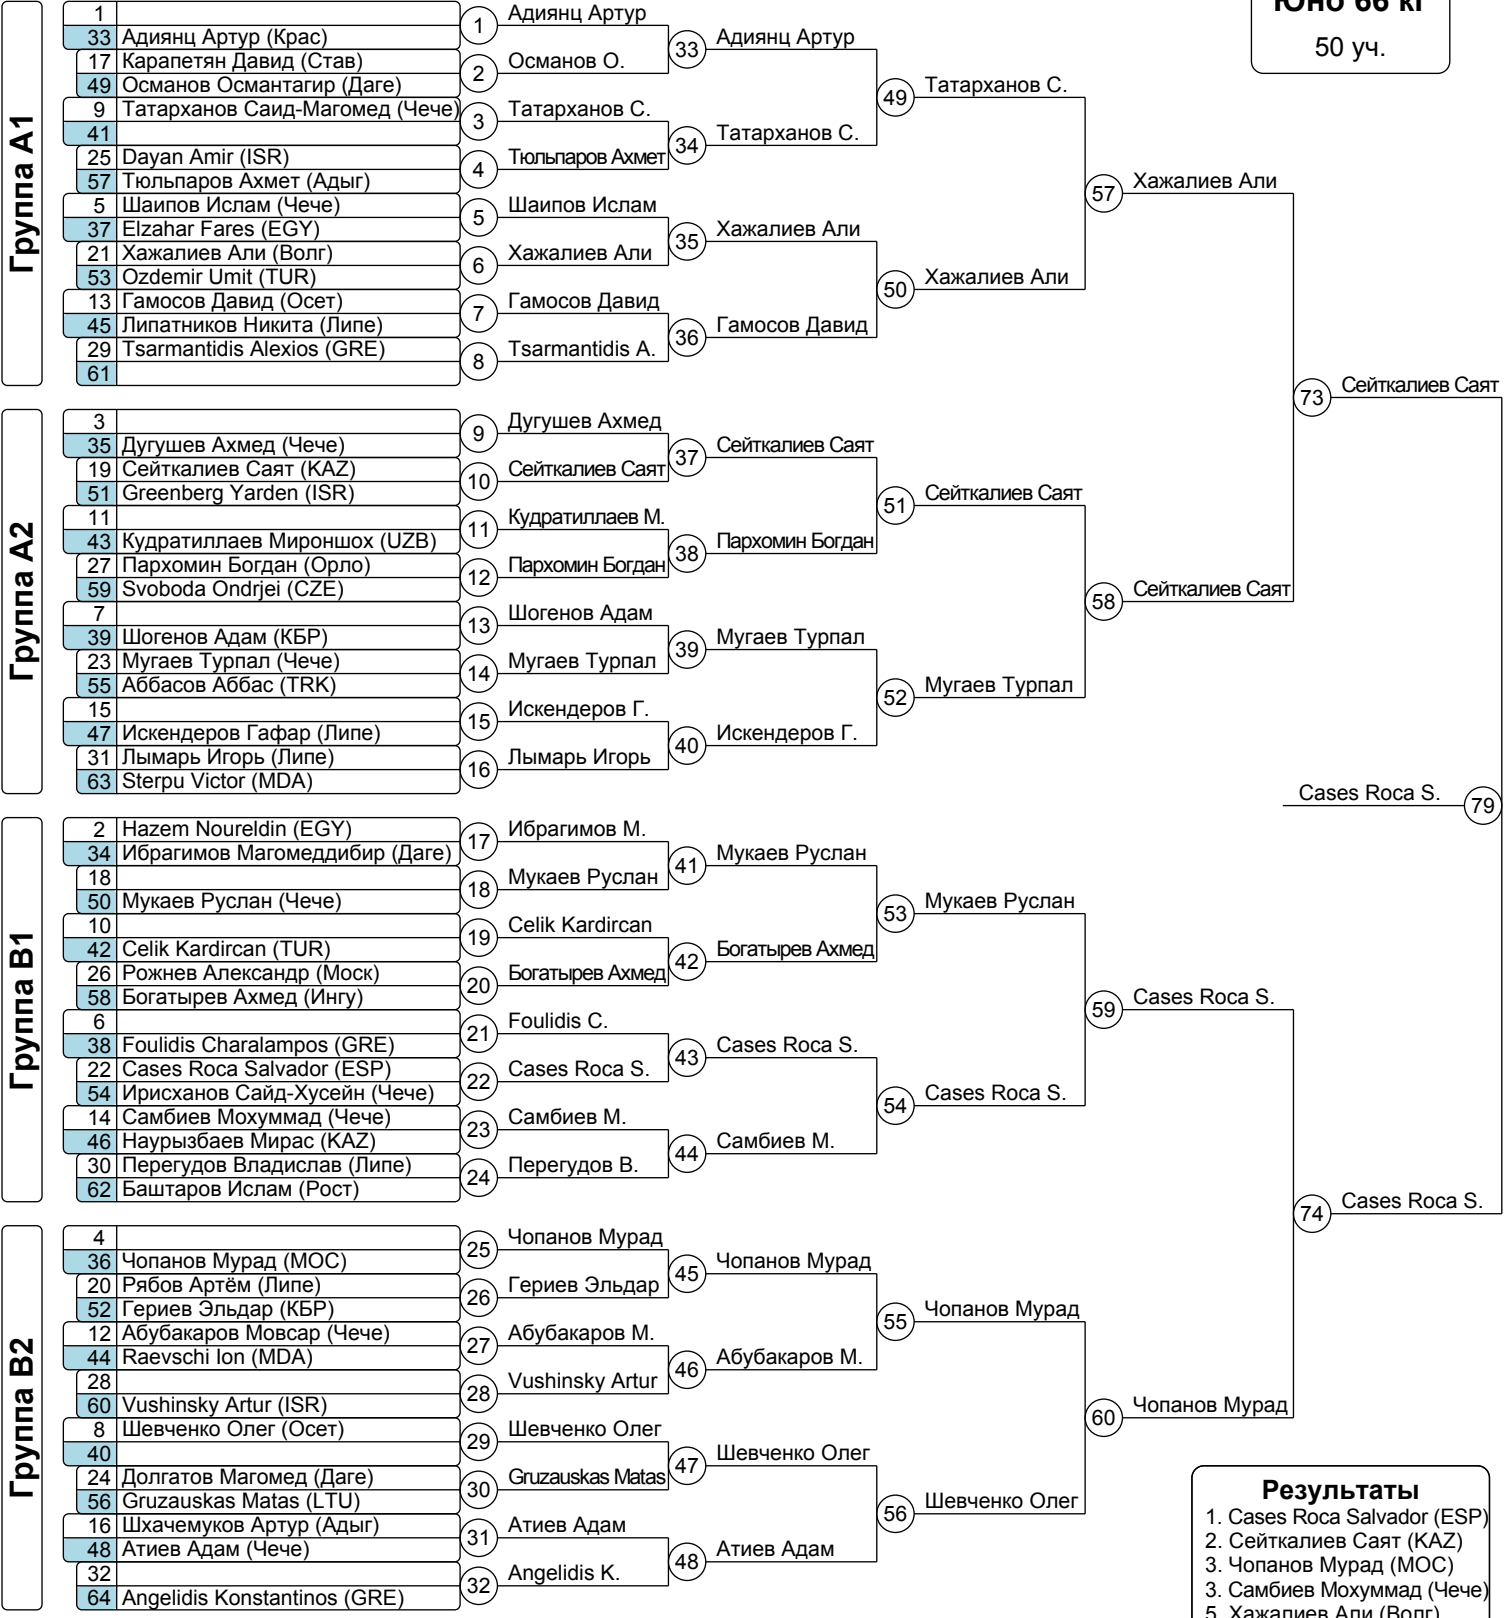 Юно 66 кг
50 уч.
Группа A1
1
33 Адиянц Артур (Крас)
17 Карапетян Давид (Став)
49 Османов Османтагир (Даге)
9 Татарханов Саид-Магомед (Чече)
41
25 Dayan Amir (ISR)
57 Тюльпаров Ахмет (Адыг)
5 Шаипов Ислам (Чече)
37 Elzahar Fares (EGY)
21 Хажалиев Али (Волг)
53 Ozdemir Umit (TUR)
13 Гамосов Давид (Осет)
45 Липатников Никита (Липе)
29 Tsarmantidis Alexios (GRE)
61
1 Адиянц Артур
2 Османов О.
3 Татарханов С.
4 Тюльпаров Ахмет
5 Шаипов Ислам
6 Хажалиев Али
7 Гамосов Давид
8 Tsarmantidis A.
33 Адиянц Артур
34 Татарханов С.
35 Хажалиев Али
36 Гамосов Давид
49 Татарханов С.
50 Хажалиев Али
57 Хажалиев Али
Группа A2
3
35 Дугушев Ахмед (Чече)
19 Сейткалиев Саят (KAZ)
51 Greenberg Yarden (ISR)
11
43 Кудратиллаев Мироншох (UZB)
27 Пархомин Богдан (Орло)
59 Svoboda Ondrjei (CZE)
7
39 Шогенов Адам (КБР)
23 Мугаев Турпал (Чече)
55 Аббасов Аббас (TRK)
15
47 Искендеров Гафар (Липе)
31 Лымарь Игорь (Липе)
63 Sterpu Victor (MDA)
9 Дугушев Ахмед
10 Сейткалиев Саят
11 Кудратиллаев М.
12 Пархомин Богдан
13 Шогенов Адам
14 Мугаев Турпал
15 Искендеров Г.
16 Лымарь Игорь
37 Сейткалиев Саят
38 Пархомин Богдан
39 Мугаев Турпал
40 Искендеров Г.
51 Сейткалиев Саят
52 Мугаев Турпал
58 Сейткалиев Саят
73 Сейткалиев Саят
Cases Roca S. 79
Группа B1
2 Hazem Noureldin (EGY)
34 Ибрагимов Магомеддибир (Даге)
18
50 Мукаев Руслан (Чече)
10
42 Celik Kardircan (TUR)
26 Рожнев Александр (Моск)
58 Богатырев Ахмед (Ингу)
6
38 Foulidis Charalampos (GRE)
22 Cases Roca Salvador (ESP)
54 Ирисханов Сайд-Хусейн (Чече)
14 Самбиев Мохуммад (Чече)
46 Наурызбаев Мирас (KAZ)
30 Перегудов Владислав (Липе)
62 Баштаров Ислам (Рост)
17 Ибрагимов М.
18 Мукаев Руслан
19 Celik Kardircan
20 Богатырев Ахмед
21 Foulidis C.
22 Cases Roca S.
23 Самбиев М.
24 Перегудов В.
41 Мукаев Руслан
42 Богатырев Ахмед
43 Cases Roca S.
44 Самбиев М.
53 Мукаев Руслан
54 Cases Roca S.
59 Cases Roca S.
74 Cases Roca S.
Группа B2
4
36 Чопанов Мурад (МОС)
20 Рябов Артём (Липе)
52 Гериев Эльдар (КБР)
12 Абубакаров Мовсар (Чече)
44 Raevschi Ion (MDA)
28
60 Vushinsky Artur (ISR)
8 Шевченко Олег (Осет)
40
24 Долгатов Магомед (Даге)
56 Gruzauskas Matas (LTU)
16 Шхачемуков Артур (Адыг)
48 Атиев Адам (Чече)
32
64 Angelidis Konstantinos (GRE)
25 Чопанов Мурад
26 Гериев Эльдар
27 Абубакаров М.
28 Vushinsky Artur
29 Шевченко Олег
30 Gruzauskas Matas
31 Атиев Адам
32 Angelidis K.
45 Чопанов Мурад
46 Абубакаров М.
47 Шевченко Олег
48 Атиев Адам
55 Чопанов Мурад
56 Шевченко Олег
60 Чопанов Мурад
Результаты
1. Cases Roca Salvador (ESP)
2. Сейткалиев Саят (KAZ)
3. Чопанов Мурад (МОС)
3. Самбиев Мохуммад (Чече)
5. Хажалиев Али (Волг)